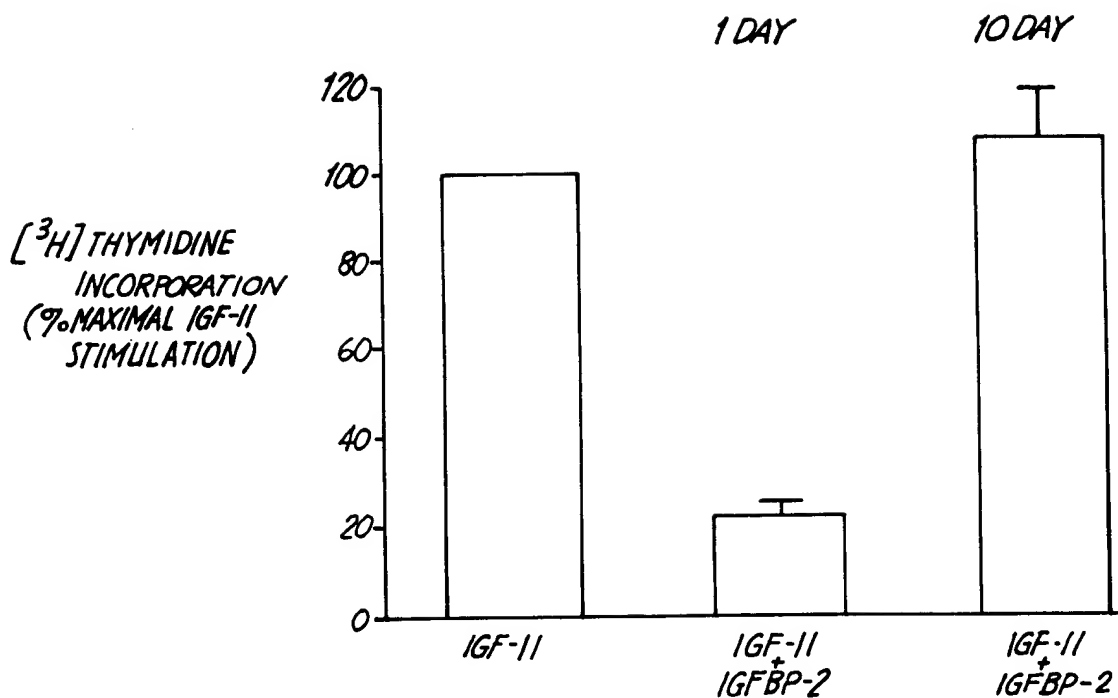 1 DAY 10 DAY
120
100
80
60
40
20
0
[³H] THYMIDINE
INCORPORATION
(% MAXIMAL IGF-II
STIMULATION)
IGF-II
IGF-II
+
IGFBP-2
IGF-II
+
IGFBP-2